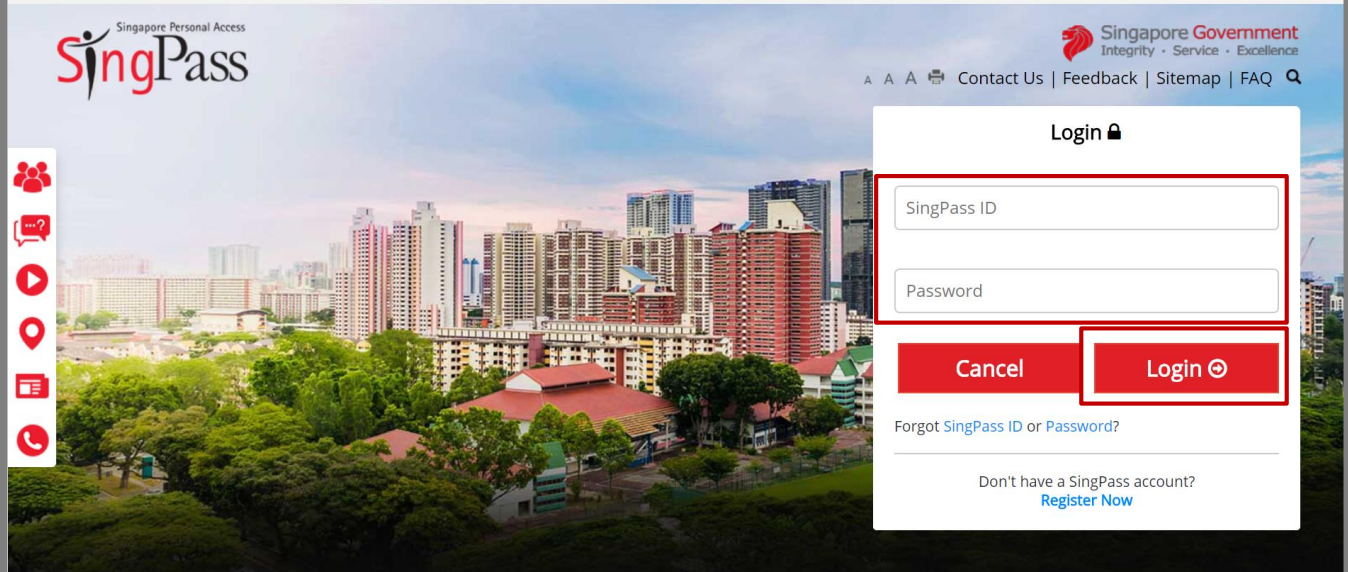 Singapore Personal Access
SingPass
Singapore Government
Integrity · Service · Excellence
A A A Contact Us | Feedback | Sitemap | FAQ
Login
SingPass ID
Password
Cancel
Login
Forgot SingPass ID or Password?
Don't have a SingPass account?
Register Now